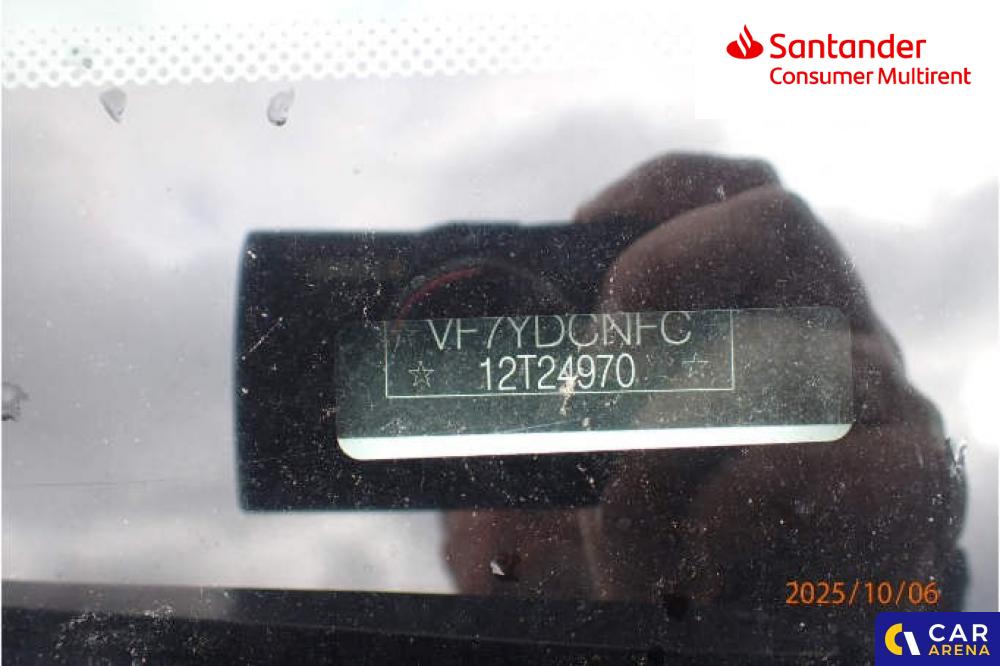 Santander
Consumer Multirent
VF7YDCNFC
☆ 12T24970 ☆
2025/10/06
CAR
ARENA